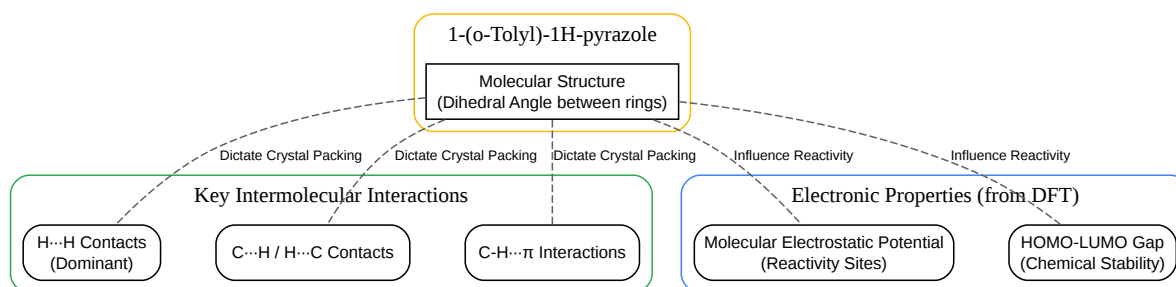 1-(o-Tolyl)-1H-pyrazole
Molecular Structure
(Dihedral Angle between rings)
Dictate Crystal Packing
Dictate Crystal Packing
Dictate Crystal Packing
Influence Reactivity
Influence Reactivity
Key Intermolecular Interactions
Electronic Properties (from DFT)
H···H Contacts
(Dominant)
C···H / H···C Contacts
C-H···π Interactions
Molecular Electrostatic Potential
(Reactivity Sites)
HOMO-LUMO Gap
(Chemical Stability)